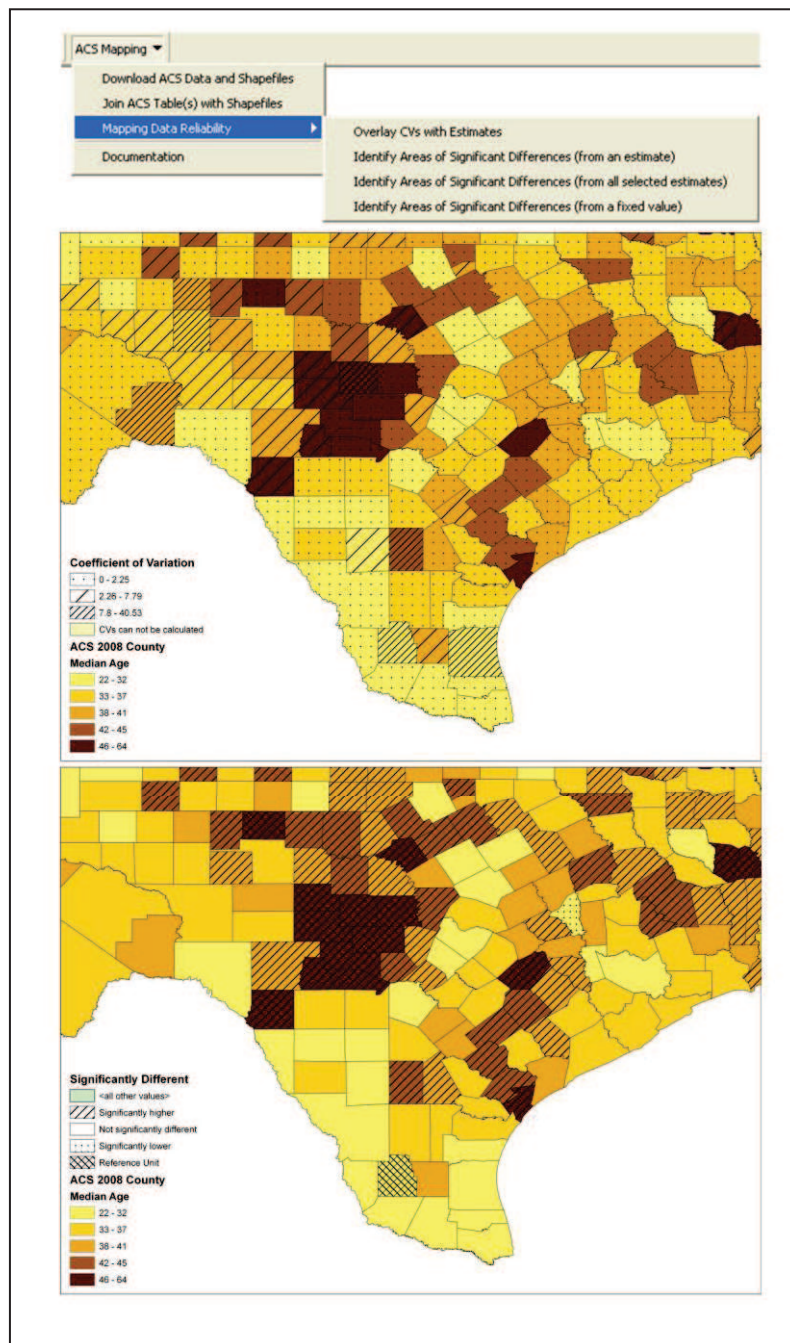 ACS Mapping
Download ACS Data and Shapefiles
Join ACS Table(s) with Shapefiles
Mapping Data Reliability
Documentation
Overlay CVs with Estimates
Identify Areas of Significant Differences (from an estimate)
Identify Areas of Significant Differences (from all selected estimates)
Identify Areas of Significant Differences (from a fixed value)
Coefficient of Variation
0 - 2.25
2.26 - 7.79
7.8 - 40.53
CVs can not be calculated
ACS 2008 County
Median Age
22 - 32
33 - 37
38 - 41
42 - 45
46 - 64
Significantly Different
<all other values>
Significantly higher
Not significantly different
Significantly lower
Reference Unit
ACS 2008 County
Median Age
22 - 32
33 - 37
38 - 41
42 - 45
46 - 64